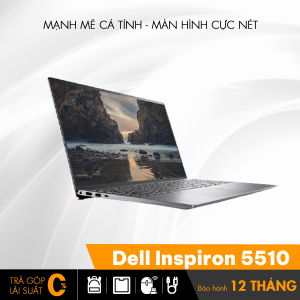 MẠNH MẼ CÁ TÍNH - MÀN HÌNH CỰC NÉT
Dell Inspiron 5510
TRẢ GÓP
LÃI SUẤT
0%
Bảo hành 12 THÁNG